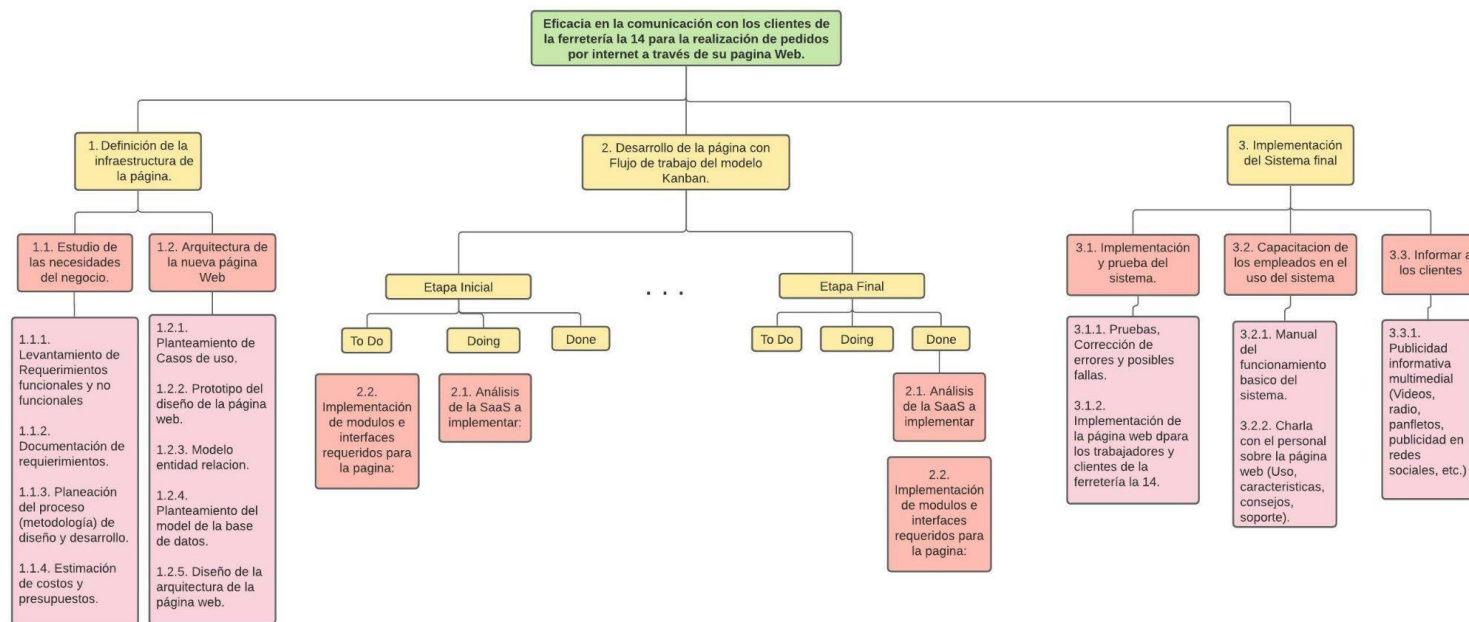 Eficacia en la comunicación con los clientes de
la ferretería la 14 para la realización de pedidos
por internet a través de su pagina Web.
1. Definición de la
infraestructura de
la página.
2. Desarrollo de la página con
Flujo de trabajo del modelo
Kanban.
3. Implementación
del Sistema final
1.1. Estudio de
las necesidades
del negocio.
1.2. Arquitectura de
la nueva página
Web
Etapa Inicial
. . .
Etapa Final
3.1. Implementación
y prueba del
sistema.
3.2. Capacitacion de
los empleados en el
uso del sistema
3.3. Informar a
los clientes
To Do
Doing
Done
To Do
Doing
Done
1.1.1.
Levantamiento de
Requerimientos
funcionales y no
funcionales
1.1.2.
Documentación de
requierimientos.
1.1.3. Planeación
del proceso
(metodología) de
diseño y desarrollo.
1.1.4. Estimación
de costos y
presupuestos.
1.2.1.
Planteamiento de
Casos de uso.
1.2.2. Prototipo del
diseño de la página
web.
1.2.3. Modelo
entidad relacion.
1.2.4.
Planteamiento del
model de la base
de datos.
1.2.5. Diseño de la
arquitectura de la
página web.
2.2.
Implementación
de modulos e
interfaces
requeridos para
la pagina:
2.1. Análisis
de la SaaS a
implementar:
2.1. Análisis
de la SaaS a
implementar
2.2.
Implementación
de modulos e
interfaces
requeridos para
la pagina:
3.1.1. Pruebas,
Corrección de
errores y posibles
fallas.
3.1.2.
Implementación de
la página web dpara
los trabajadores y
clientes de la
ferretería la 14.
3.2.1. Manual
del
funcionamiento
basico del
sistema.
3.2.2. Charla
con el personal
sobre la página
web (Uso,
caracteristicas,
consejos,
soporte).
3.3.1.
Publicidad
informativa
multimedial
(Videos,
radio,
panfletos,
publicidad en
redes
sociales, etc.)